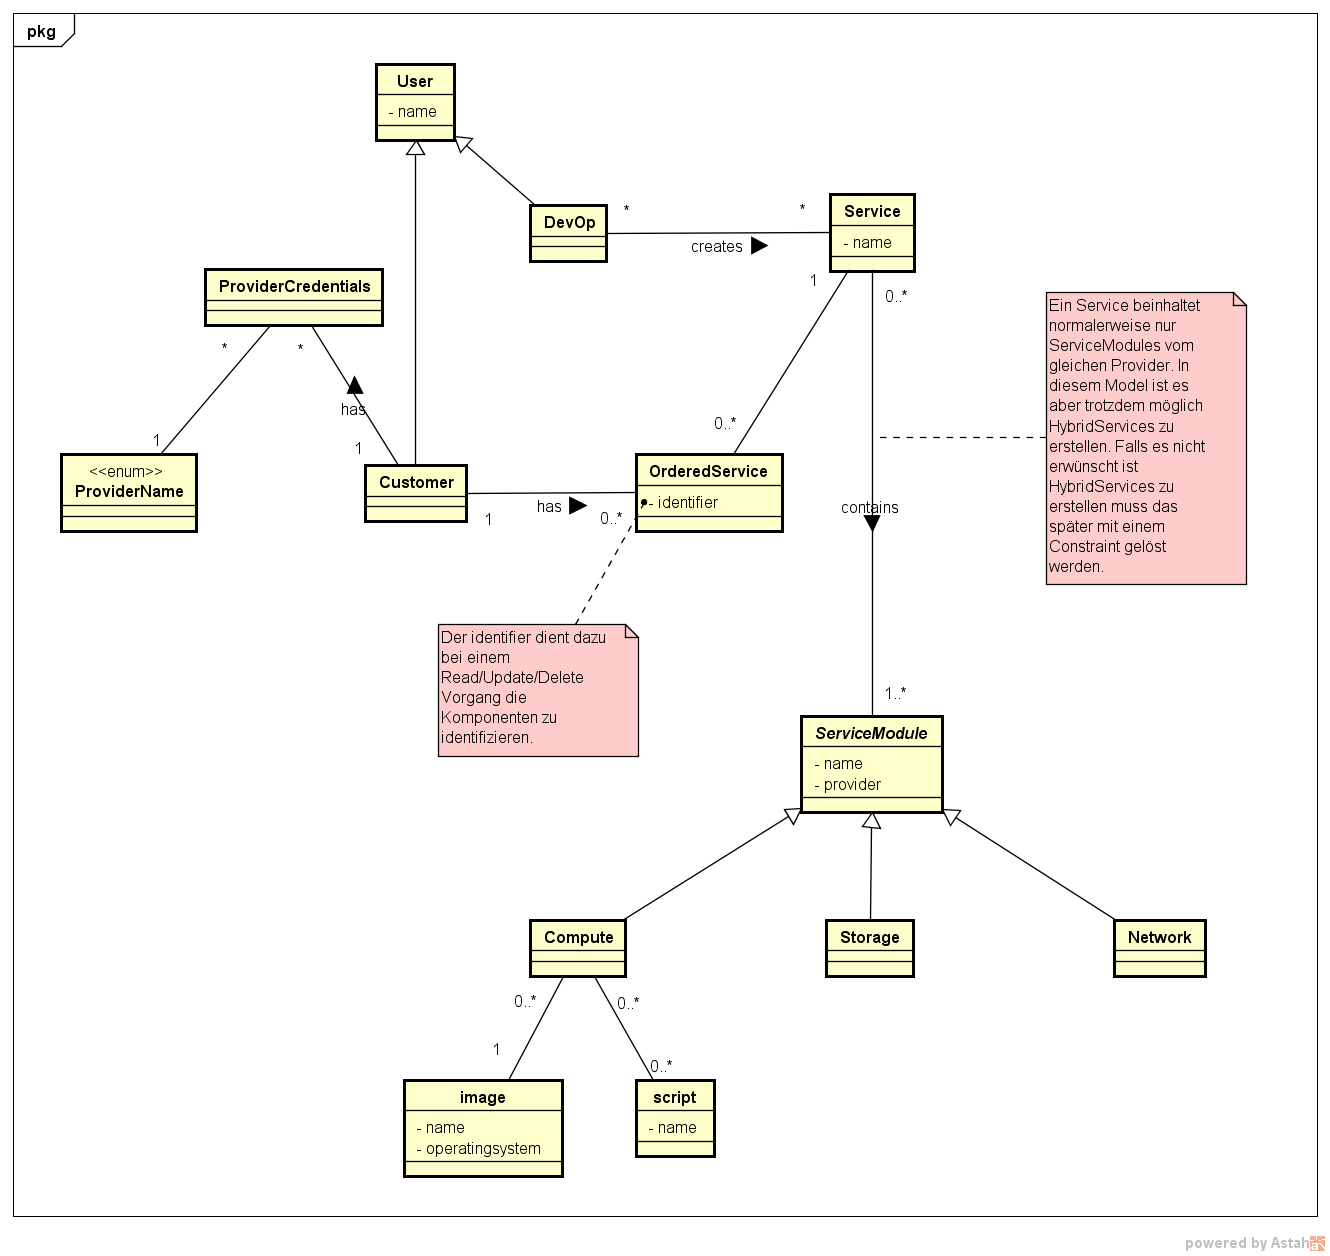 pkg
User
- name
DevOp
*
*
creates
Service
- name
ProviderCredentials
*
*
has
1
1
<<enum>>
ProviderName
Customer
1
has
0..*
1
0..*
OrderedService
- identifier
0..*
contains
1..*
Ein Service beinhaltet
normalerweise nur
ServiceModules vom
gleichen Provider. In
diesem Model ist es
aber trotzdem möglich
HybridServices zu
erstellen. Falls es nicht
erwünscht ist
HybridServices zu
erstellen muss das
später mit einem
Constraint gelöst
werden.
Der identifier dient dazu
bei einem
Read/Update/Delete
Vorgang die
Komponenten zu
identifizieren.
ServiceModule
- name
- provider
Compute
Storage
Network
0..*
0..*
1
0..*
image
- name
- operatingsystem
script
- name
powered by Astah